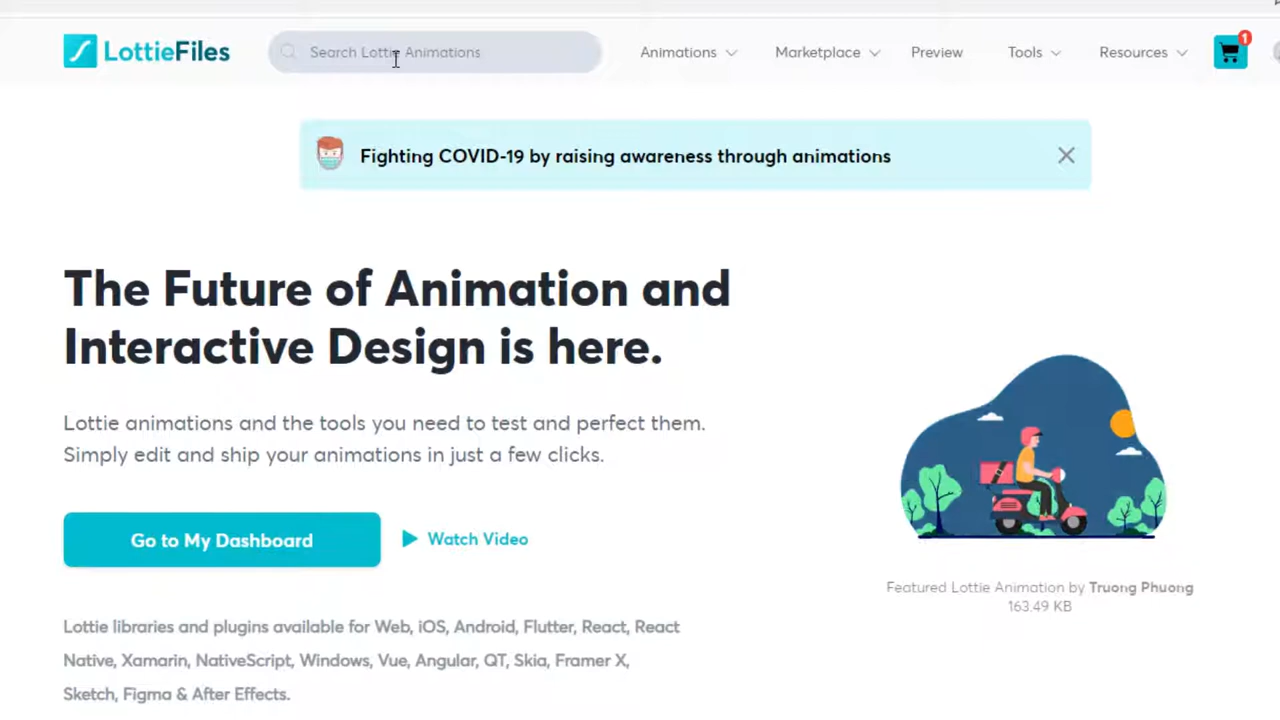 LottieFiles
Search Lottie Animations
Animations
Marketplace
Preview
Tools
Resources
1
Fighting COVID-19 by raising awareness through animations
The Future of Animation and
Interactive Design is here.
Lottie animations and the tools you need to test and perfect them.
Simply edit and ship your animations in just a few clicks.
Go to My Dashboard
Watch Video
Featured Lottie Animation by Truong Phuong
163.49 KB
Lottie libraries and plugins available for Web, iOS, Android, Flutter, React, React
Native, Xamarin, NativeScript, Windows, Vue, Angular, QT, Skia, Framer X,
Sketch, Figma & After Effects.